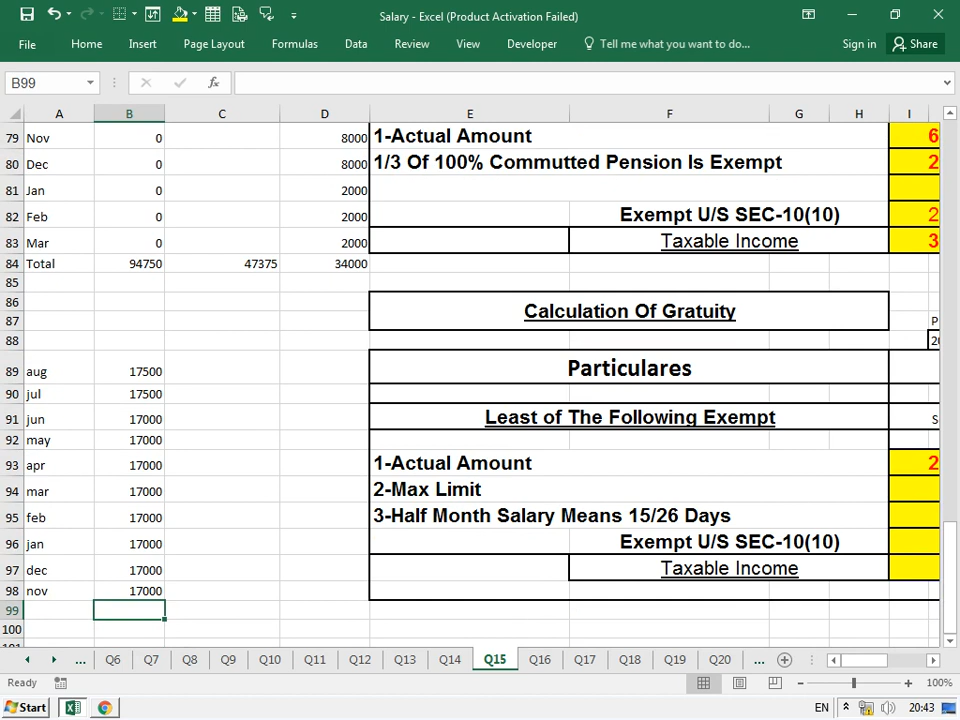 Salary - Excel (Product Activation Failed)
File Home Insert Page Layout Formulas Data Review View Developer Tell me what you want to do... Sign in Share
B99 fx
A B C D E F G H I
79 Nov 0 8000 1-Actual Amount 6
80 Dec 0 8000 1/3 Of 100% Commutted Pension Is Exempt 2
81 Jan 0 2000
82 Feb 0 2000 Exempt U/S SEC-10(10) 2
83 Mar 0 2000 Taxable Income 3
84 Total 94750 47375 34000
85
86
Calculation Of Gratuity
87 P
88 20
89 aug 17500 Particulares
90 jul 17500
91 jun 17000 Least of The Following Exempt S
92 may 17000
93 apr 17000 1-Actual Amount 2
94 mar 17000 2-Max Limit
95 feb 17000 3-Half Month Salary Means 15/26 Days
96 jan 17000 Exempt U/S SEC-10(10)
97 dec 17000 Taxable Income
98 nov 17000
99
100
... Q6 Q7 Q8 Q9 Q10 Q11 Q12 Q13 Q14 Q15 Q16 Q17 Q18 Q19 Q20 ...
Ready 100%
Start EN 20:43